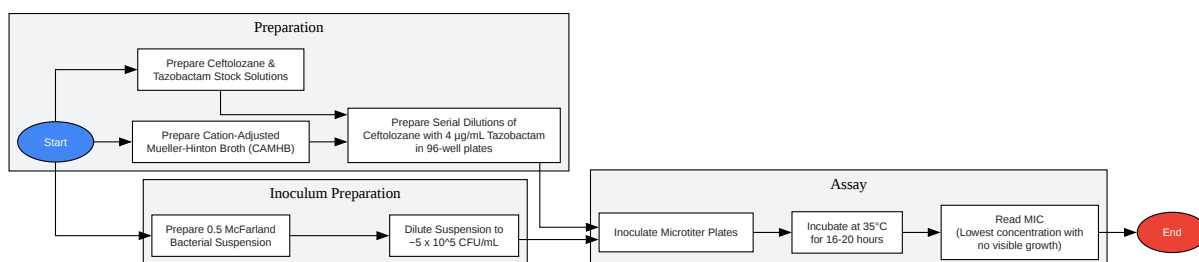 Preparation
Prepare Ceftolozane &
Tazobactam Stock Solutions
Start
Prepare Cation-Adjusted
Mueller-Hinton Broth (CAMHB)
Prepare Serial Dilutions of
Ceftolozane with 4 µg/mL Tazobactam
in 96-well plates
Inoculum Preparation
Prepare 0.5 McFarland
Bacterial Suspension
Dilute Suspension to
~5 x 10^5 CFU/mL
Assay
Inoculate Microtiter Plates
Incubate at 35°C
for 16-20 hours
Read MIC
(Lowest concentration with
no visible growth)
End